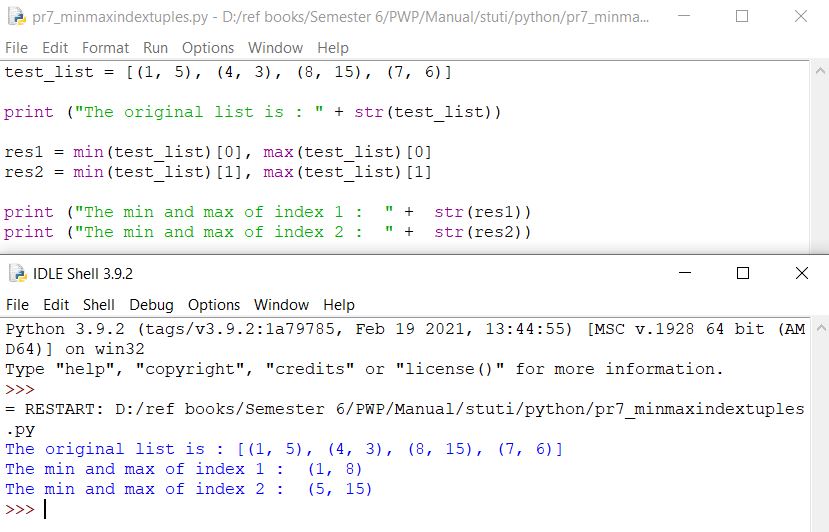 pr7_minmaxindextuples.py - D:/ref books/Semester 6/PWP/Manual/stuti/python/pr7_minma...
File Edit Format Run Options Window Help
test_list = [(1, 5), (4, 3), (8, 15), (7, 6)]
print ("The original list is : " + str(test_list))
res1 = min(test_list)[0], max(test_list)[0]
res2 = min(test_list)[1], max(test_list)[1]
print ("The min and max of index 1 :  " +  str(res1))
print ("The min and max of index 2 :  " +  str(res2))
IDLE Shell 3.9.2
File Edit Shell Debug Options Window Help
Python 3.9.2 (tags/v3.9.2:1a79785, Feb 19 2021, 13:44:55) [MSC v.1928 64 bit (AM
D64)] on win32
Type "help", "copyright", "credits" or "license()" for more information.
>>>
= RESTART: D:/ref books/Semester 6/PWP/Manual/stuti/python/pr7_minmaxindextuples
.py
The original list is : [(1, 5), (4, 3), (8, 15), (7, 6)]
The min and max of index 1 :  (1, 8)
The min and max of index 2 :  (5, 15)
>>>